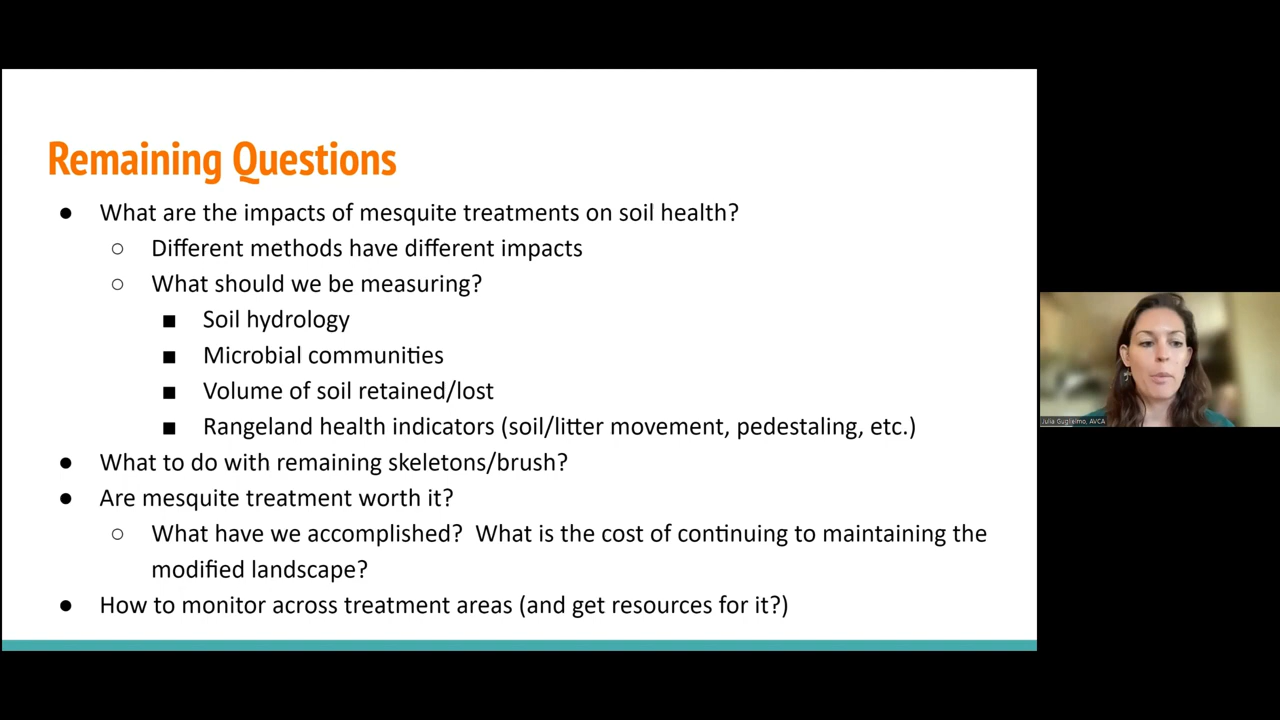 Remaining Questions
● What are the impacts of mesquite treatments on soil health?
○ Different methods have different impacts
○ What should we be measuring?
■ Soil hydrology
■ Microbial communities
■ Volume of soil retained/lost
■ Rangeland health indicators (soil/litter movement, pedestaling, etc.)
● What to do with remaining skeletons/brush?
● Are mesquite treatment worth it?
○ What have we accomplished?  What is the cost of continuing to maintaining the
modified landscape?
● How to monitor across treatment areas (and get resources for it?)
Julia Guglielmo, AVCA